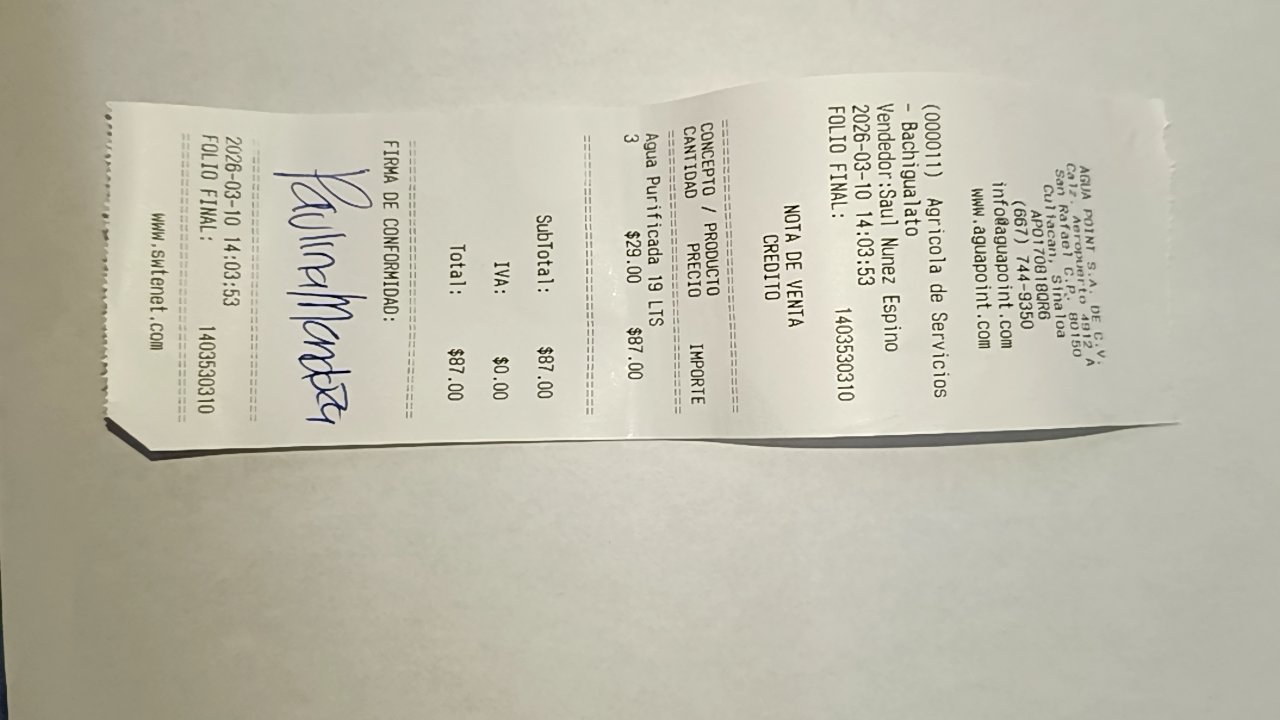 AGUA POINT S.A. DE C.V.
Calz. Aeropuerto 4912 A
San Rafael C.P. 80150
Culiacan, Sinaloa
APO170818QR6
(667) 744-9350
info@aguapoint.com
www.aguapoint.com
(000011) Agricola de Servicios
- Bachigualato
Vendedor:Saul Nunez Espino
2026-03-10 14:03:53
FOLIO FINAL: 1403530310
NOTA DE VENTA
CREDITO
CONCEPTO / PRODUCTO
CANTIDAD PRECIO IMPORTE
Agua Purificada 19 LTS
3 $29.00 $87.00
SubTotal: $87.00
IVA: $0.00
Total: $87.00
FIRMA DE CONFORMIDAD:
Paulina
2026-03-10 14:03:53
FOLIO FINAL: 1403530310
www.swtenet.com